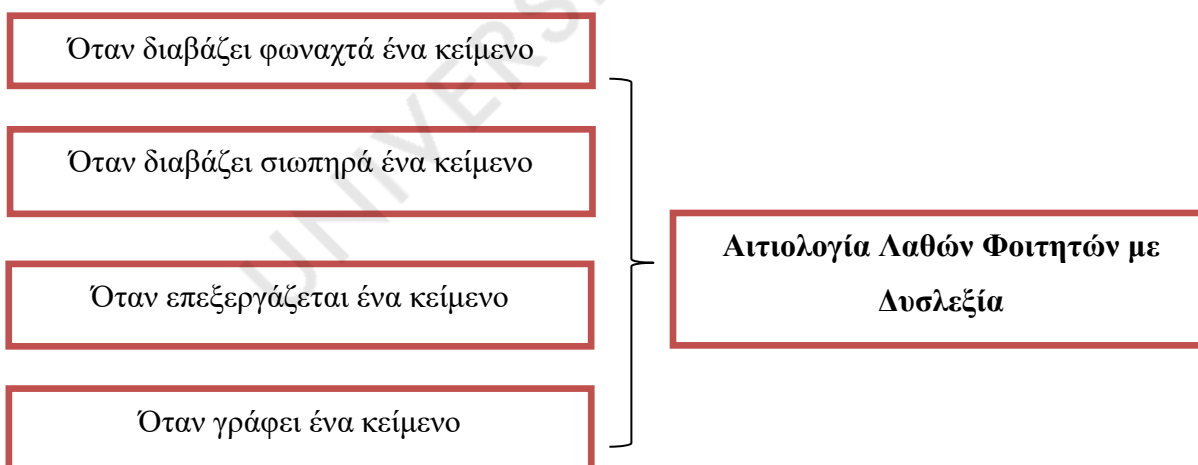 Όταν διαβάζει φωναχτά ένα κείμενο
Όταν διαβάζει σιωπηρά ένα κείμενο
Όταν επεξεργάζεται ένα κείμενο
Όταν γράφει ένα κείμενο
Αιτιολογία Λαθών Φοιτητών με
Δυσλεξία
UNIVERS